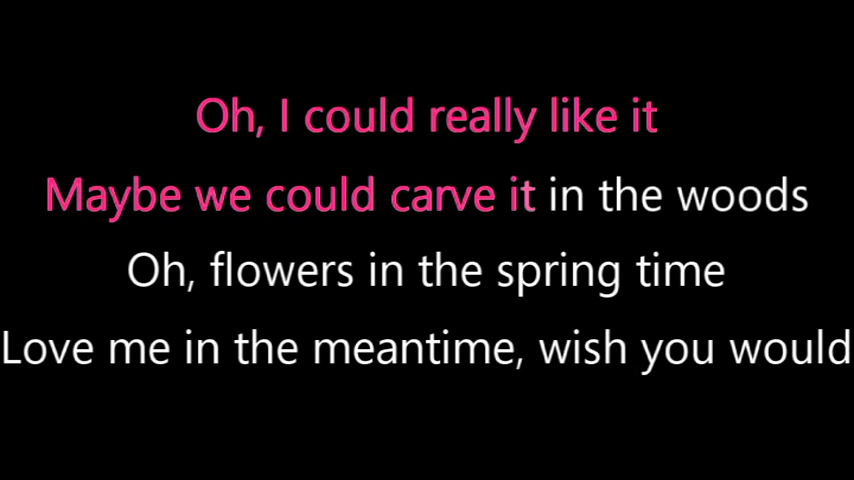 Oh, I could really like it
Maybe we could carve it in the woods
Oh, flowers in the spring time
Love me in the meantime, wish you would